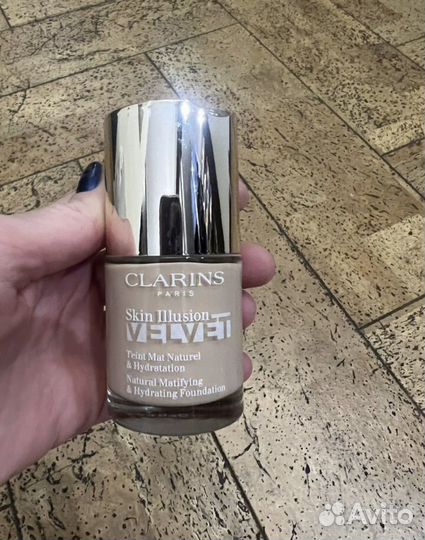 CLARINS
PARIS
Skin Illusion
VELVET
Teint Mat Naturel
& Hydratation
Natural Matifying
& Hydrating Foundation
Avito